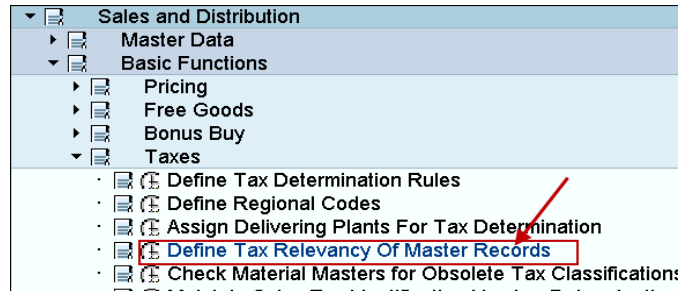 Sales and Distribution
Master Data
Basic Functions
Pricing
Free Goods
Bonus Buy
Taxes
Define Tax Determination Rules
Define Regional Codes
Assign Delivering Plants For Tax Determination
Define Tax Relevancy Of Master Records
Check Material Masters for Obsolete Tax Classifications